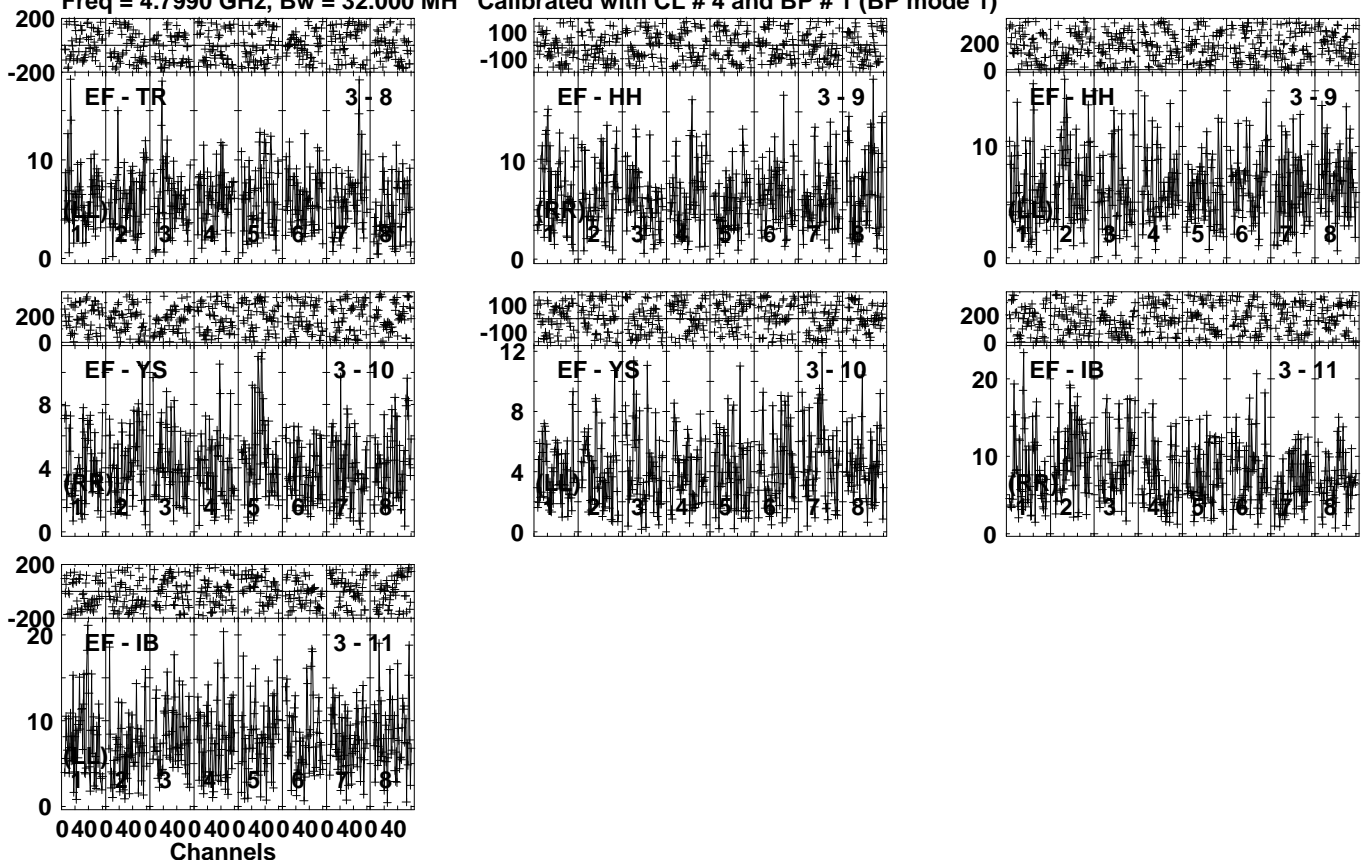 Freq = 4.7990 GHz, Bw = 32.000 MH Calibrated with CL # 4 and BP # 1 (BP mode 1)
200
-200
EF - TR 3 - 8
10
(LL)
1 2 3 4 5 6 7 8
0
100
-100
EF - HH 3 - 9
10
(RR)
1 2 3 4 5 6 7 8
0
200
0
EF - HH 3 - 9
10
(LL)
1 2 3 4 5 6 7 8
0
200
0
EF - YS 3 - 10
8
4
(RR)
1 2 3 4 5 6 7 8
0
100
-100
12
EF - YS 3 - 10
8
4
(LL)
1 2 3 4 5 6 7 8
0
200
0
EF - IB 3 - 11
20
10
(RR)
1 2 3 4 5 6 7 8
0
200
-200
20
EF - IB 3 - 11
10
(LL)
1 2 3 4 5 6 7 8
0
0 40 0 40 0 40 0 40 0 40 0 40 0 40 0 40
Channels